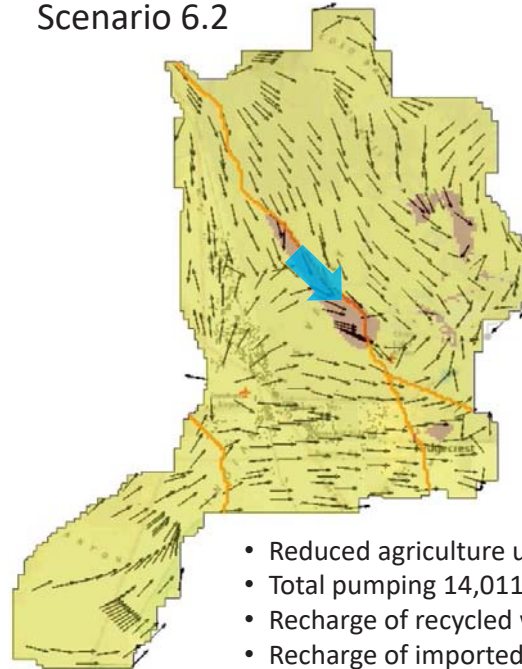 Scenario 6.2
• Reduced agriculture u
• Total pumping 14,011
• Recharge of recycled
• Recharge of imported